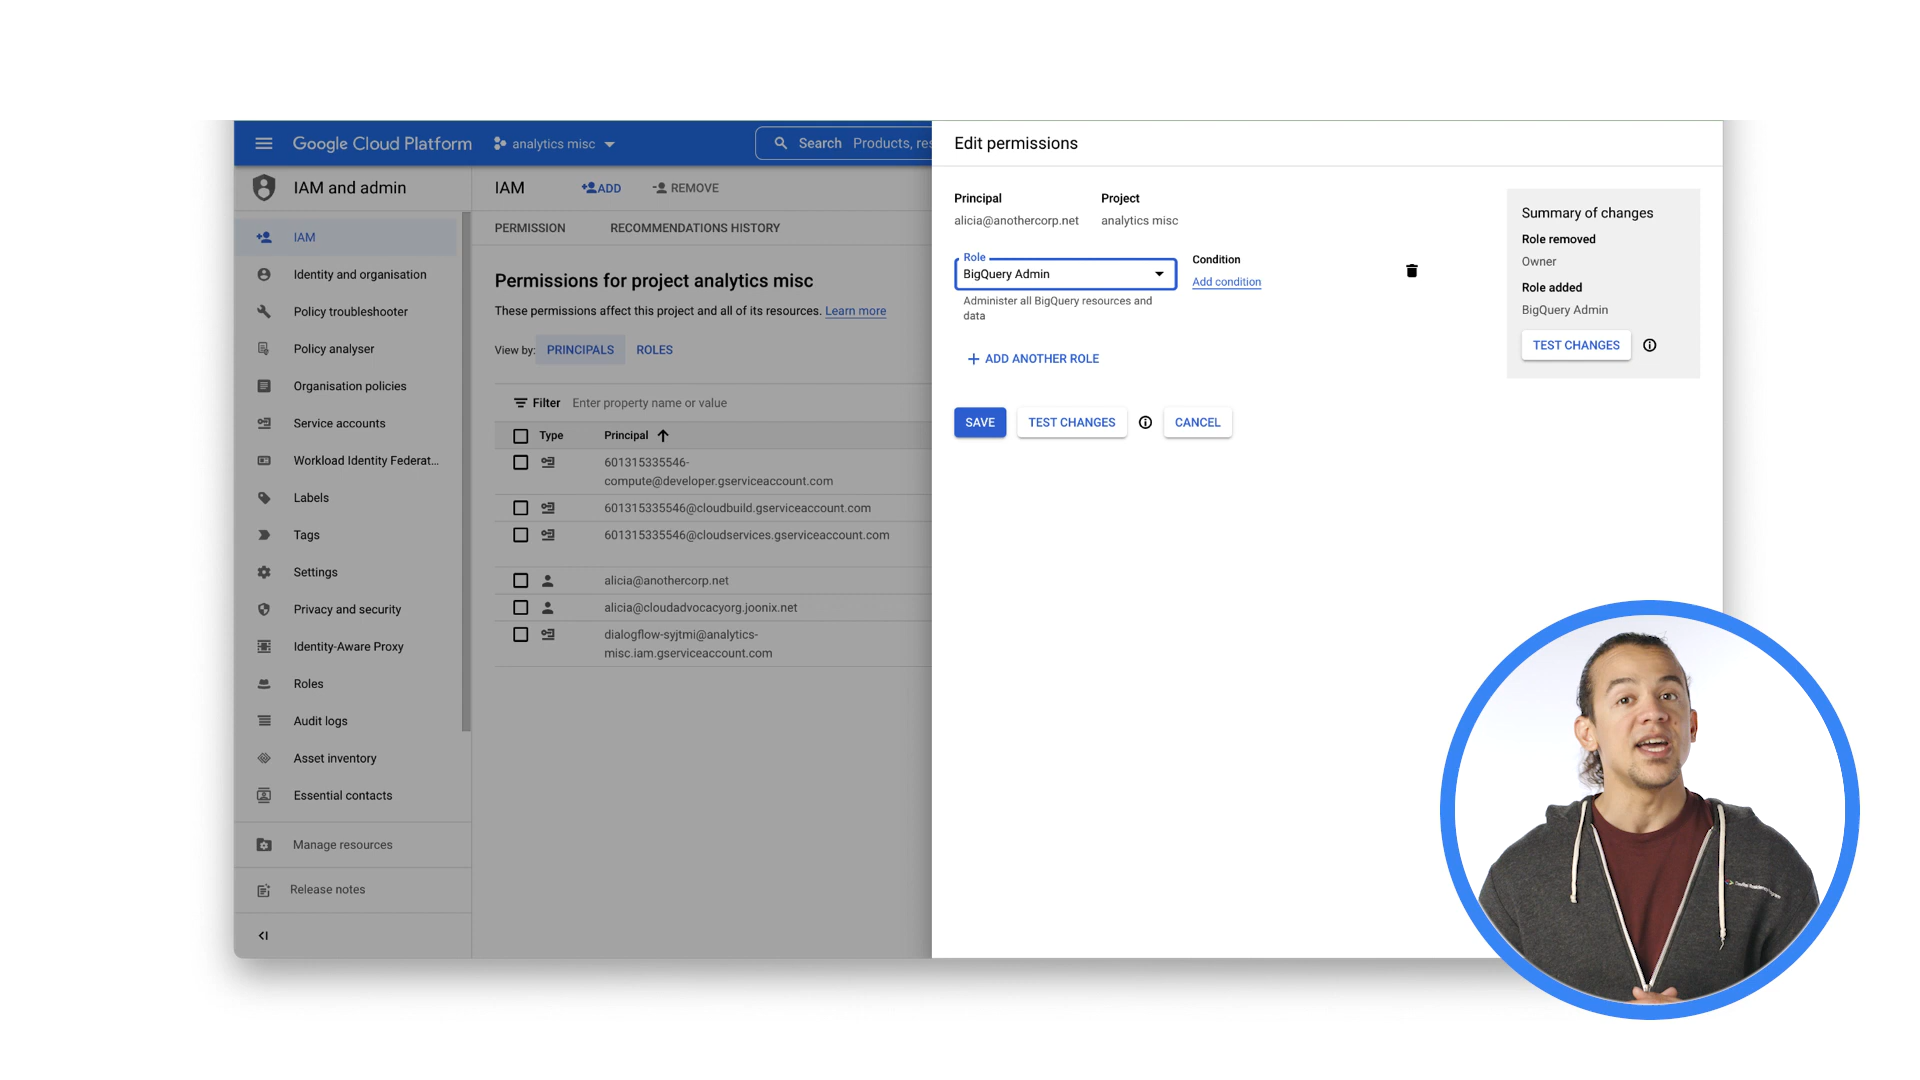 Google Cloud Platform
analytics misc
Search Products, res
IAM and admin
IAM
Identity and organisation
Policy troubleshooter
Policy analyser
Organisation policies
Service accounts
Workload Identity Federat...
Labels
Tags
Settings
Privacy and security
Identity-Aware Proxy
Roles
Audit logs
Asset inventory
Essential contacts
Manage resources
Release notes
IAM
ADD
REMOVE
PERMISSION
RECOMMENDATIONS HISTORY
Permissions for project analytics misc
These permissions affect this project and all of its resources. Learn more
View by: PRINCIPALS ROLES
Filter Enter property name or value
Type Principal
601315335546-
compute@developer.gserviceaccount.com
601315335546@cloudbuild.gserviceaccount.com
601315335546@cloudservices.gserviceaccount.com
alicia@anothercorp.net
alicia@cloudadvocacyorg.joonix.net
dialogflow-syjtmi@analytics-
misc.iam.gserviceaccount.com
Edit permissions
Principal Project
alicia@anothercorp.net analytics misc
Role
BigQuery Admin
Administer all BigQuery resources and
data
Condition
Add condition
ADD ANOTHER ROLE
SAVE
TEST CHANGES
CANCEL
Summary of changes
Role removed
Owner
Role added
BigQuery Admin
TEST CHANGES